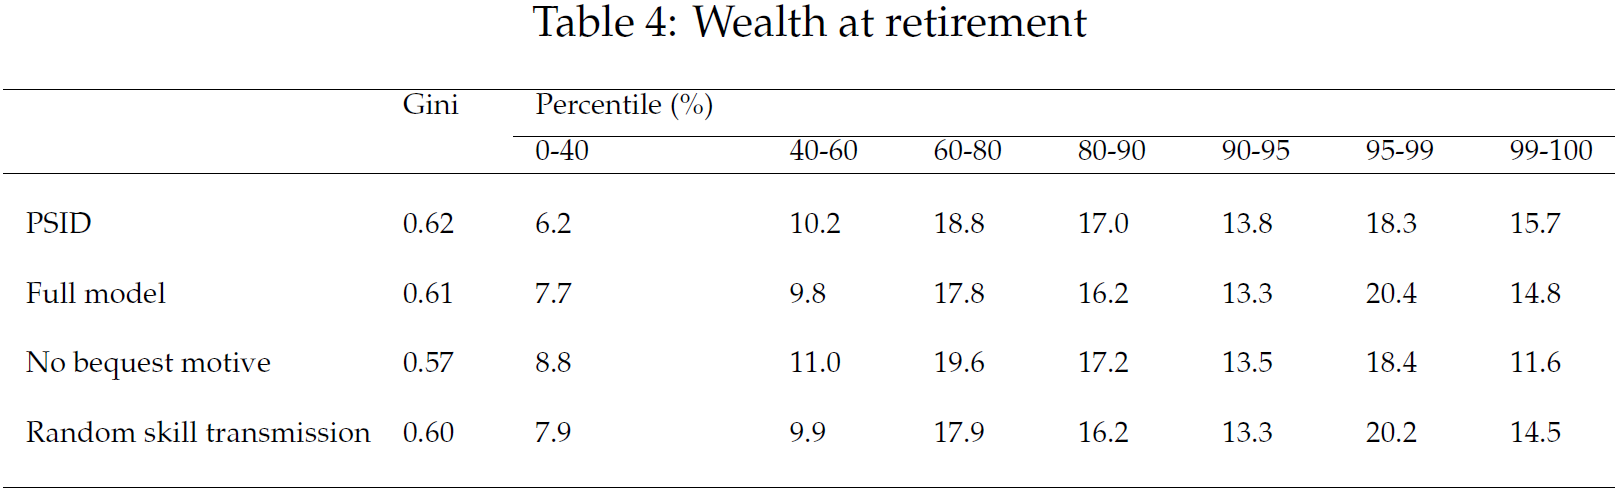 Table 4: Wealth at retirement
Gini Percentile (%)
0-40 40-60 60-80 80-90 90-95 95-99 99-100
PSID 0.62 6.2 10.2 18.8 17.0 13.8 18.3 15.7
Full model 0.61 7.7 9.8 17.8 16.2 13.3 20.4 14.8
No bequest motive 0.57 8.8 11.0 19.6 17.2 13.5 18.4 11.6
Random skill transmission 0.60 7.9 9.9 17.9 16.2 13.3 20.2 14.5